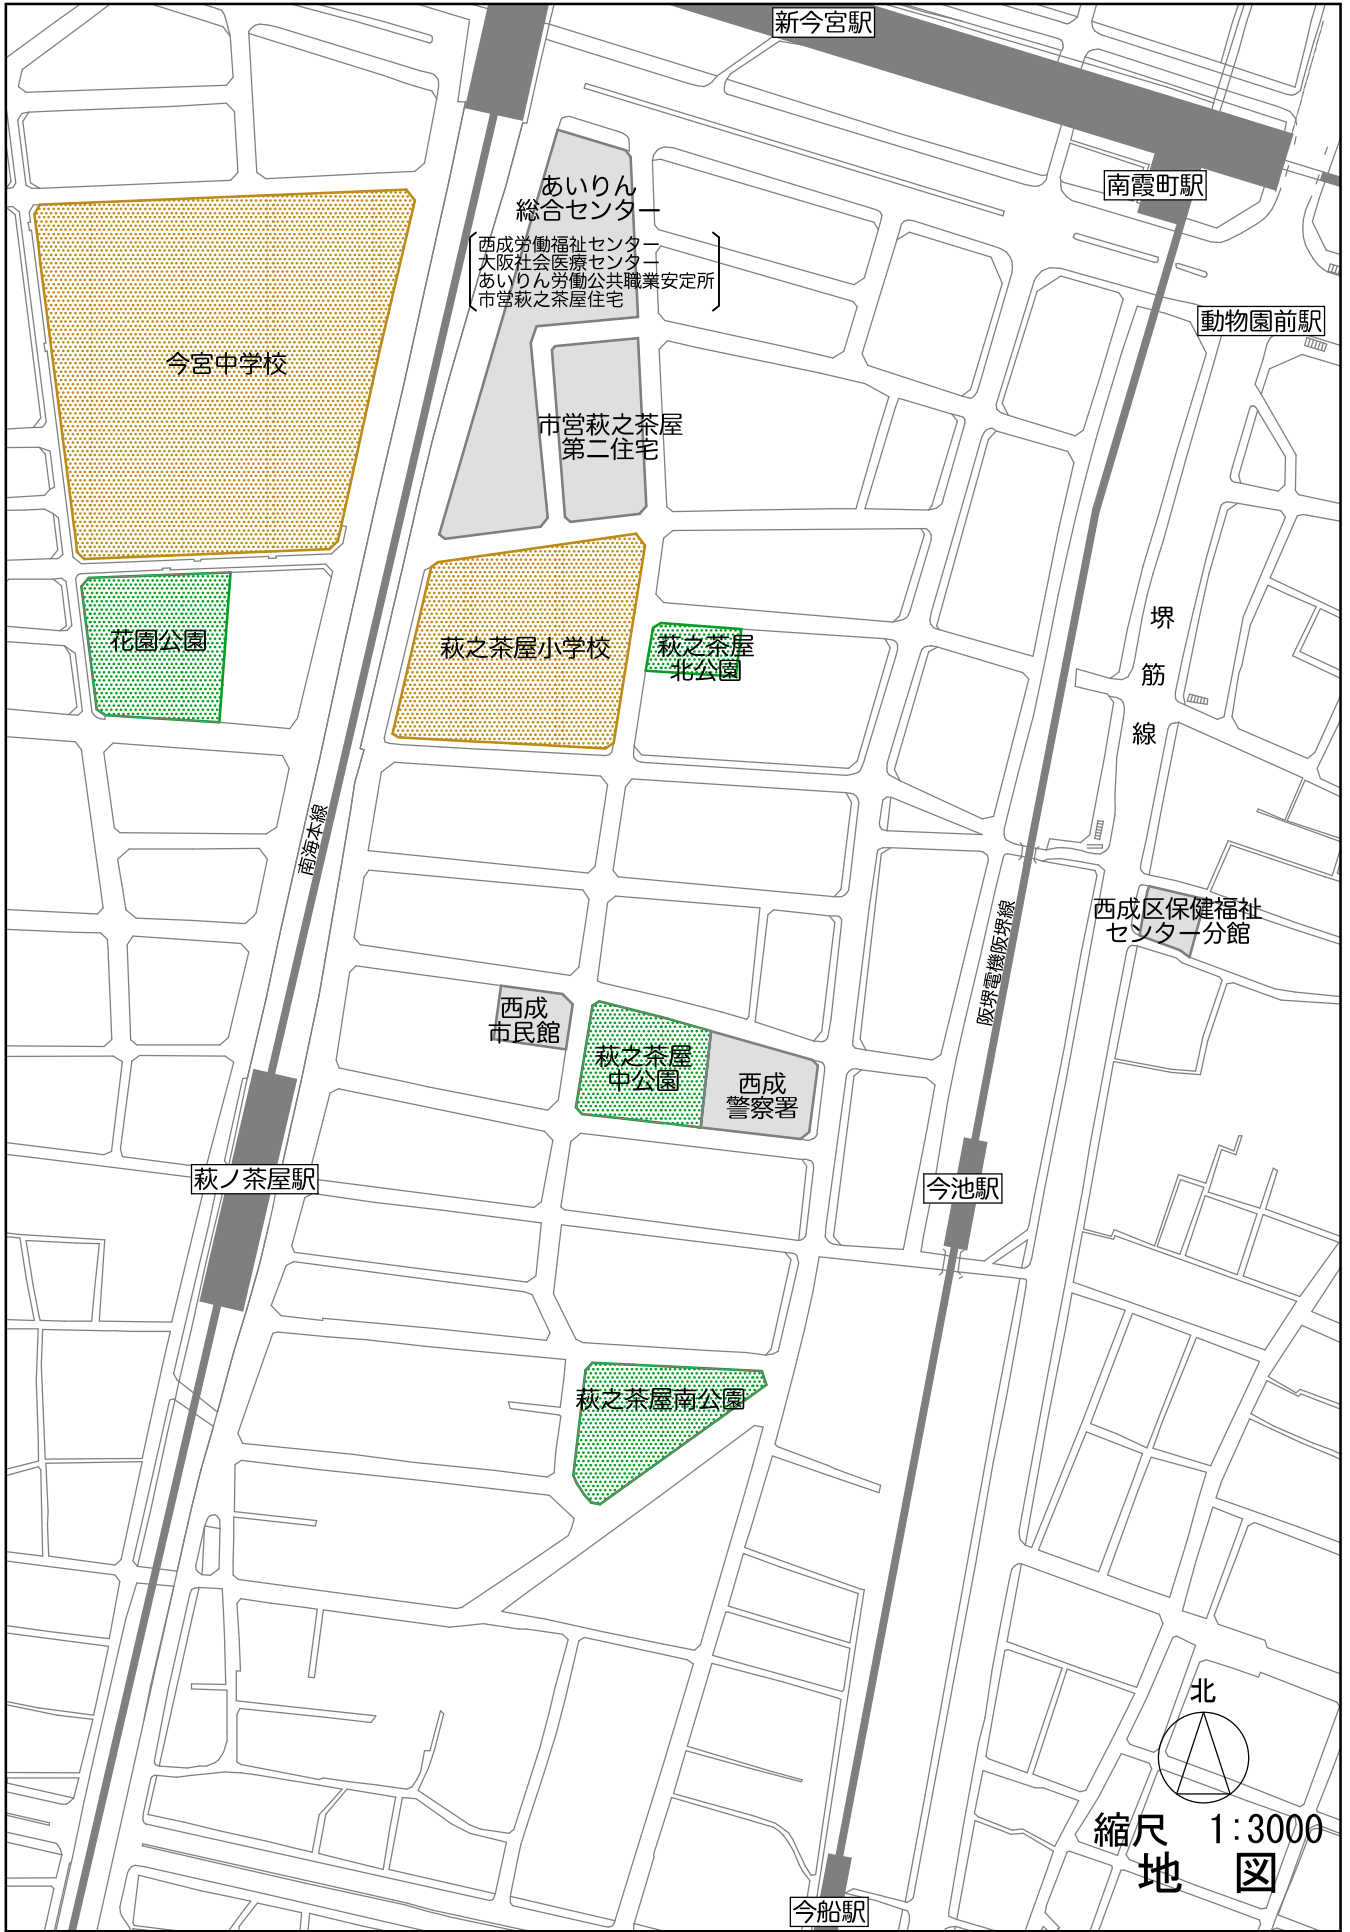 新今宮駅
南霞町駅
あいりん
総合センター
西成労働福祉センター
大阪社会医療センター
あいりん労働公共職業安定所
市営萩之茶屋住宅
動物園前駅
今宮中学校
市営萩之茶屋
第二住宅
花園公園
萩之茶屋小学校
萩之茶屋
北公園
堺
筋
線
南海本線
西成区保健福祉
センター分館
阪堺電機阪堺線
西成
市民館
萩之茶屋
中公園
西成
警察署
萩ノ茶屋駅
今池駅
萩之茶屋南公園
北
縮尺 1:3000
地 図
今船駅